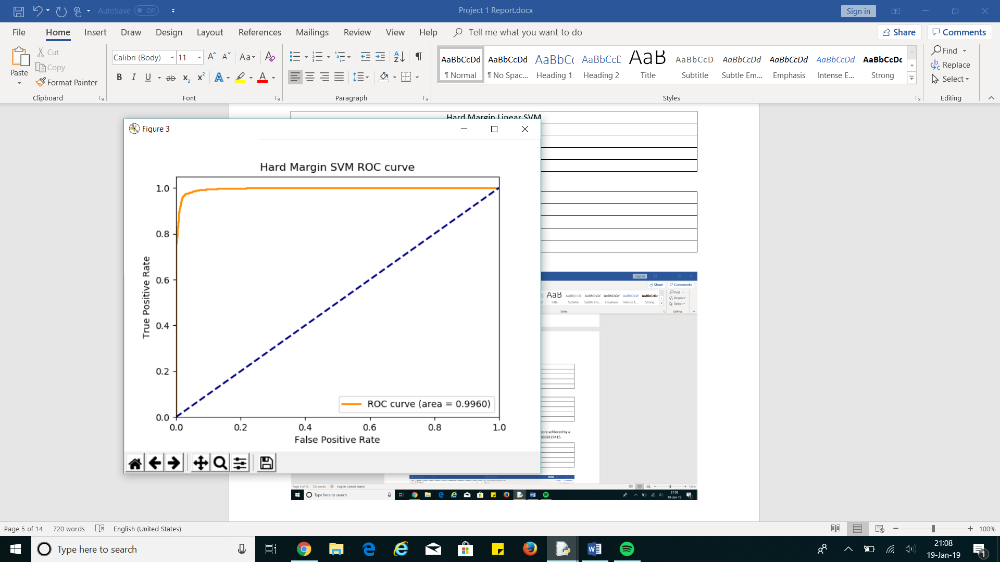 AutoSave Off
Project 1 Report.docx
Sign in
File Home Insert Draw Design Layout References Mailings Review View Help Tell me what you want to do
Share Comments
Paste
Cut
Copy
Format Painter
Clipboard
Calibri (Body) 11
Font
Paragraph
AaBbCcDd AaBbCcDd AaBbCc AaBbCcD AaB AaBbCcD AaBbCcDd AaBbCcDd AaBbCcDd AaBbCcDc
¶ Normal ¶ No Spac... Heading 1 Heading 2 Title Subtitle Subtle Em... Emphasis Intense E... Strong
Styles
Find
Replace
Select
Editing
Hard Margin Linear SVM
Figure 3
Hard Margin SVM ROC curve
True Positive Rate
1.0
0.8
0.6
0.4
0.2
0.0
ROC curve (area = 0.9960)
0.0 0.2 0.4 0.6 0.8 1.0
False Positive Rate
Sign in
Share Comments
AaB AaBbCcD AaBbCcDd AaBbCcDd AaBbCcDd AaBbCcDc
Title Subtitle Subtle Em... Emphasis Intense E... Strong
Styles
Find
Replace
Select
Editing
core achieved by a
0338123415.
Page 5 of 13 720 words English (United States) 100%
Type here to search
21:08
19-Jan-19
Page 5 of 14 720 words English (United States) 100%
Type here to search
21:08
19-Jan-19
1